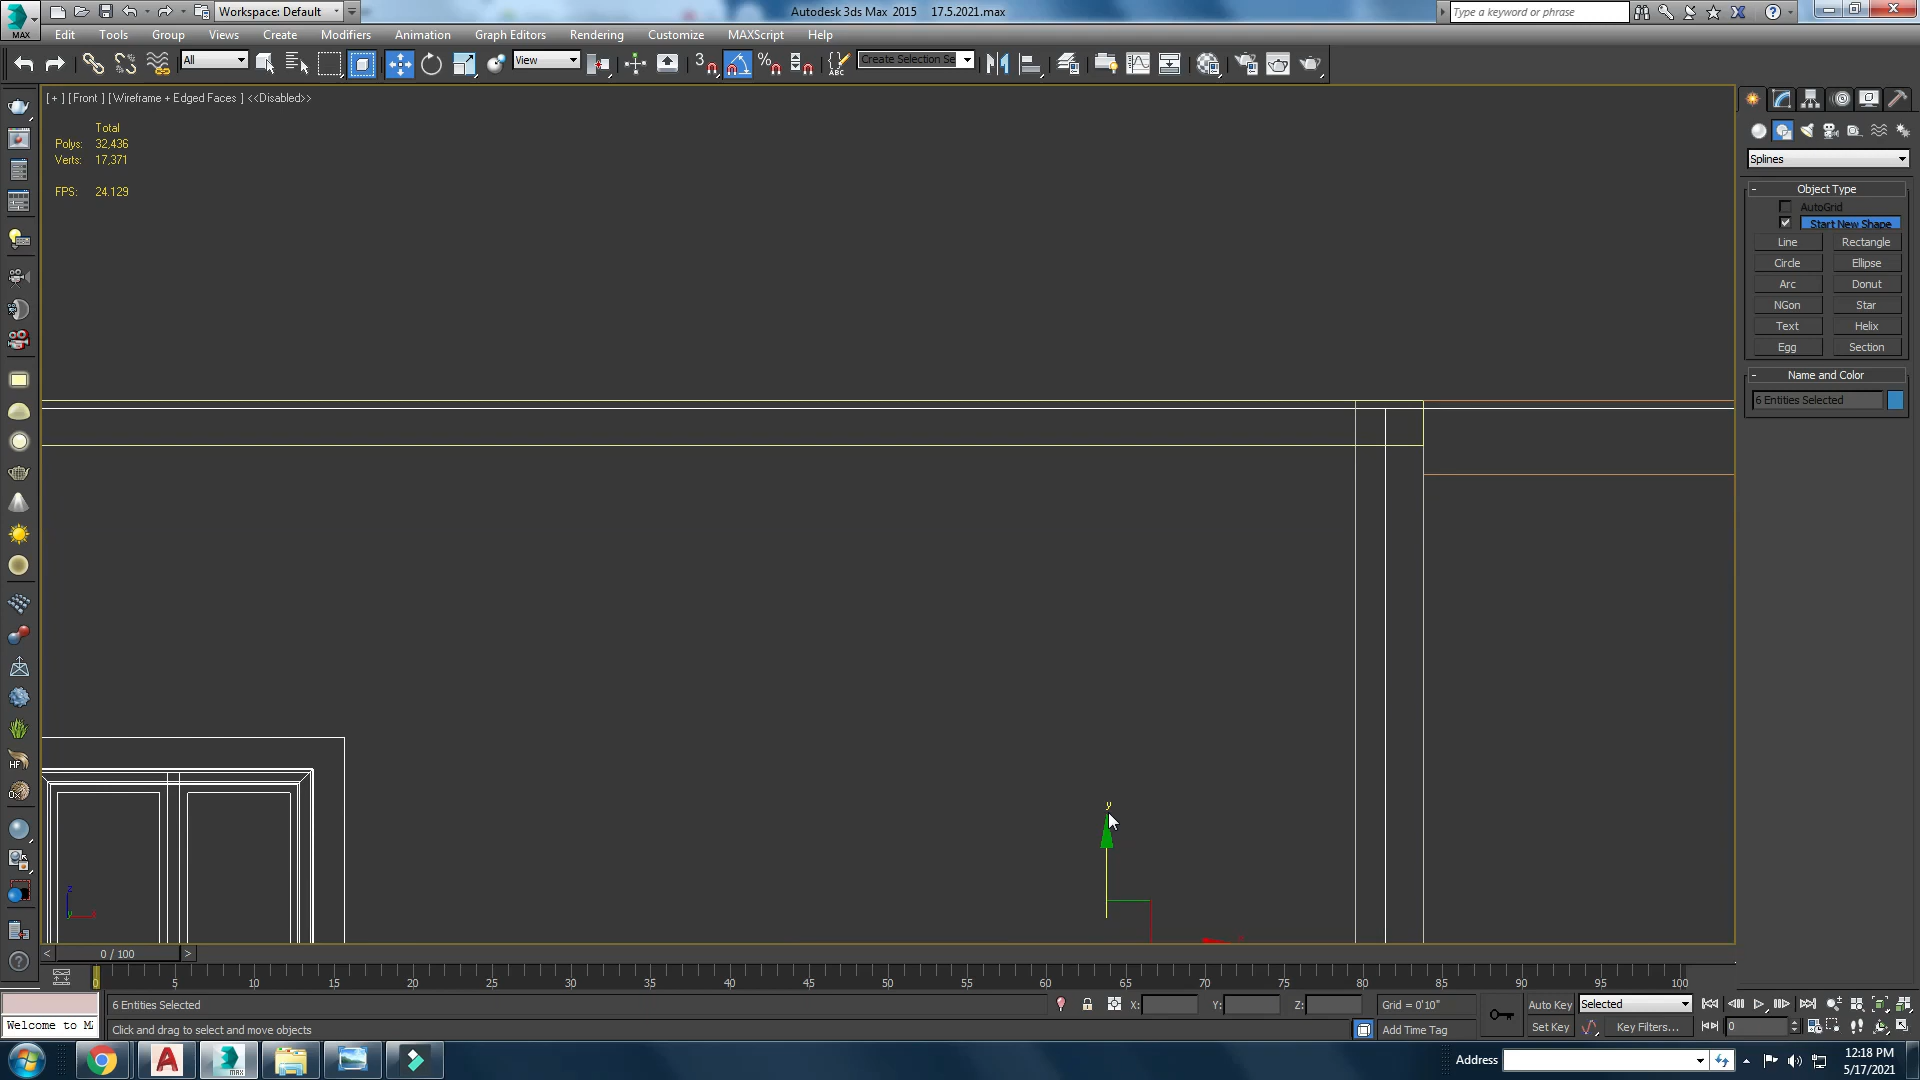 Workspace: Default
Autodesk 3ds Max 2015    17.5.2021.max
Type a keyword or phrase
MAX
Edit Tools Group Views Create Modifiers Animation Graph Editors Rendering Customize MAXScript Help
All
View
3
%
ABC
Create Selection Se
[ + ] [ Front ] [ Wireframe + Edged Faces ] <<Disabled>>
Total
Polys: 32,436
Verts: 17,371
FPS: 24.129
Splines
- Object Type
AutoGrid
Start New Shape
Line Rectangle
Circle Ellipse
Arc Donut
NGon Star
Text Helix
Egg Section
- Name and Color
6 Entities Selected
HF
y
z
x
< 0 / 100 >
0 5 10 15 20 25 30 35 40 45 50 55 60 65 70 75 80 85 90 95 100
6 Entities Selected
X: Y: Z:
Grid = 0'10"
Auto Key
Selected
Welcome to M
Click and drag to select and move objects
Add Time Tag
Set Key
Key Filters...
0
MAX
Address
12:18 PM
5/17/2021